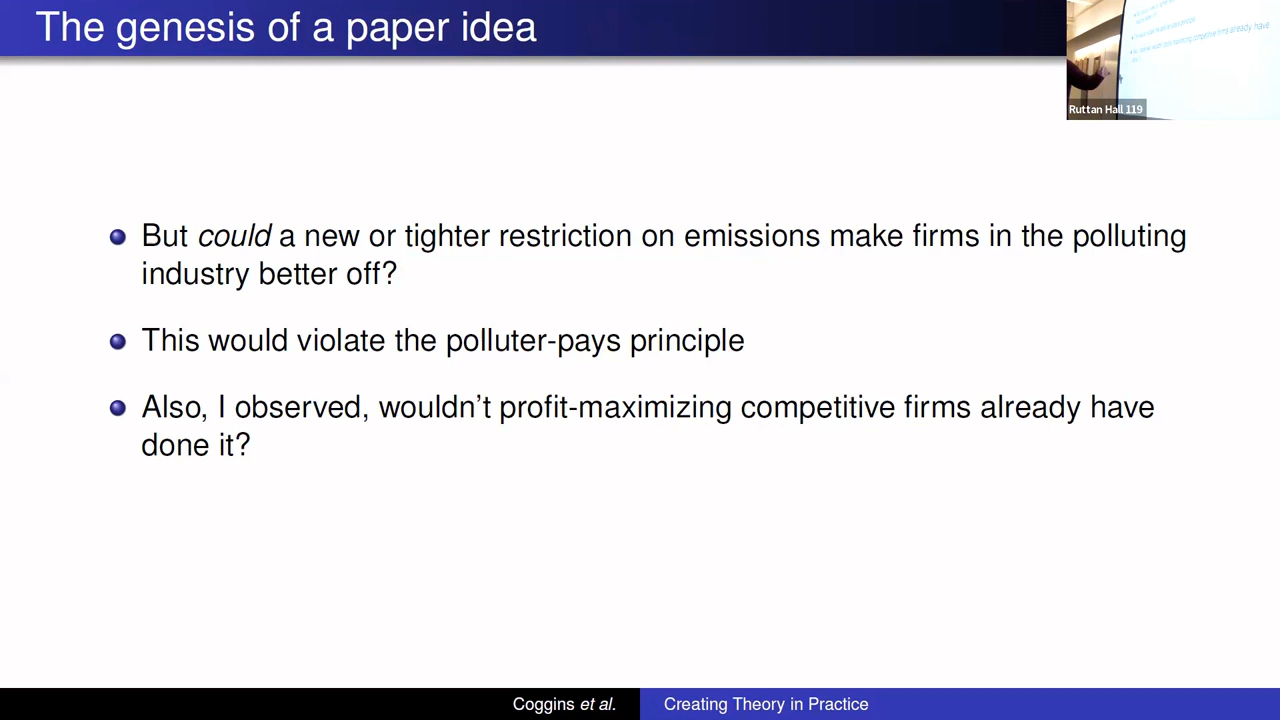 The genesis of a paper idea
Ruttan Hall 119
But could a new or tighter restriction on emissions make firms in the polluting
industry better off?
This would violate the polluter-pays principle
Also, I observed, wouldn't profit-maximizing competitive firms already have
done it?
Coggins et al.
Creating Theory in Practice